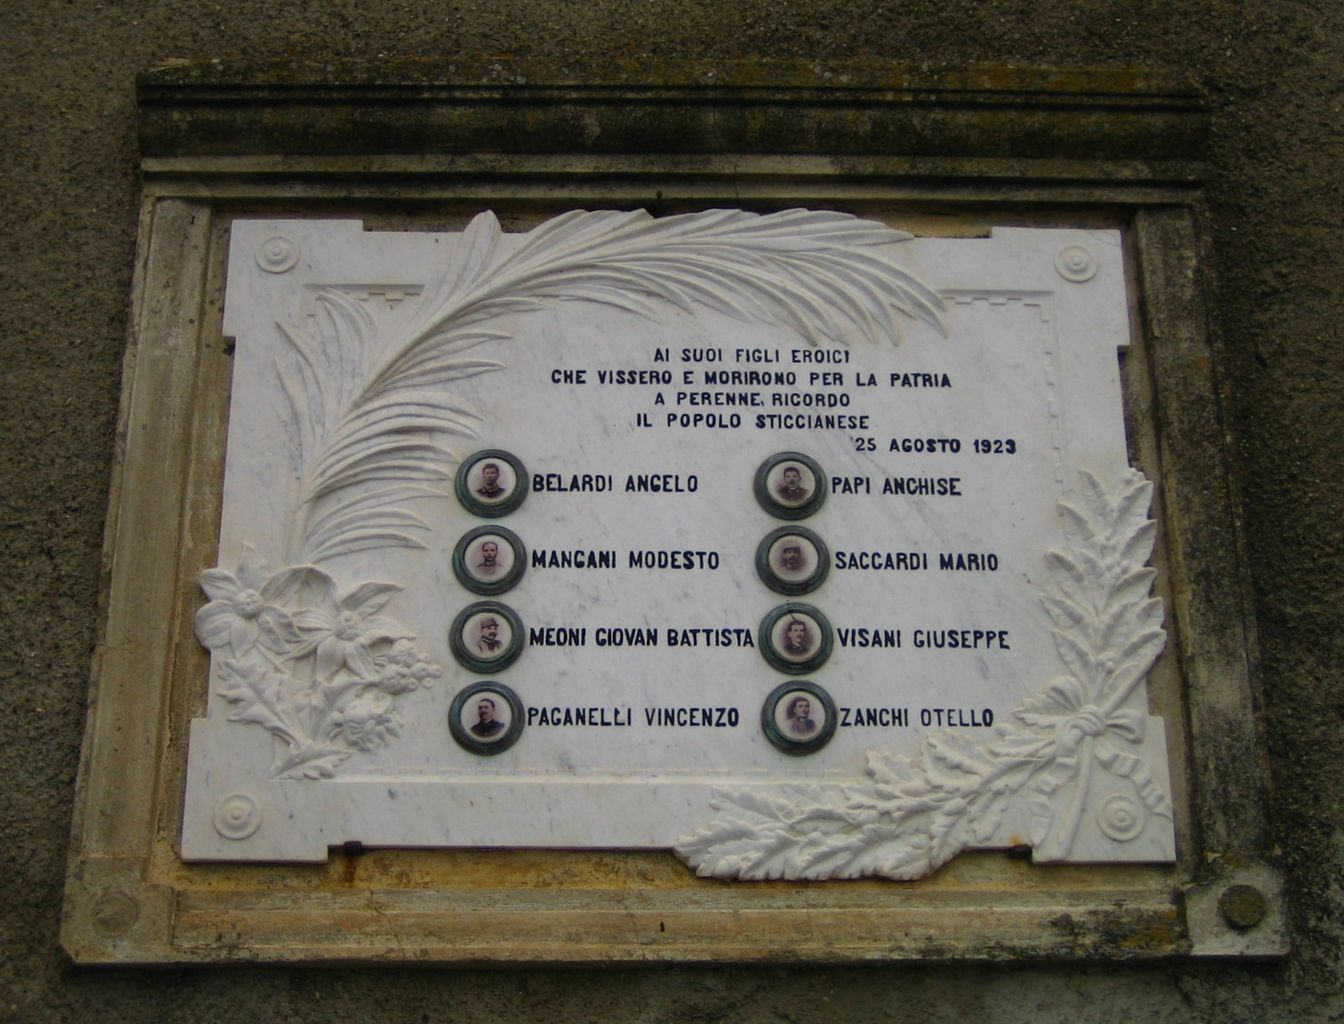 AI SUOI FIGLI EROICI
CHE VISSERO E MORIRONO PER LA PATRIA
A PERENNE RICORDO
IL POPOLO STICCIANESE
25 AGOSTO 1923
BELARDI ANGELO
MANGANI MODESTO
MEONI GIOVAN BATTISTA
PAGANELLI VINCENZO
PAPI ANCHISE
SACCARDI MARIO
VISANI GIUSEPPE
ZANCHI OTELLO